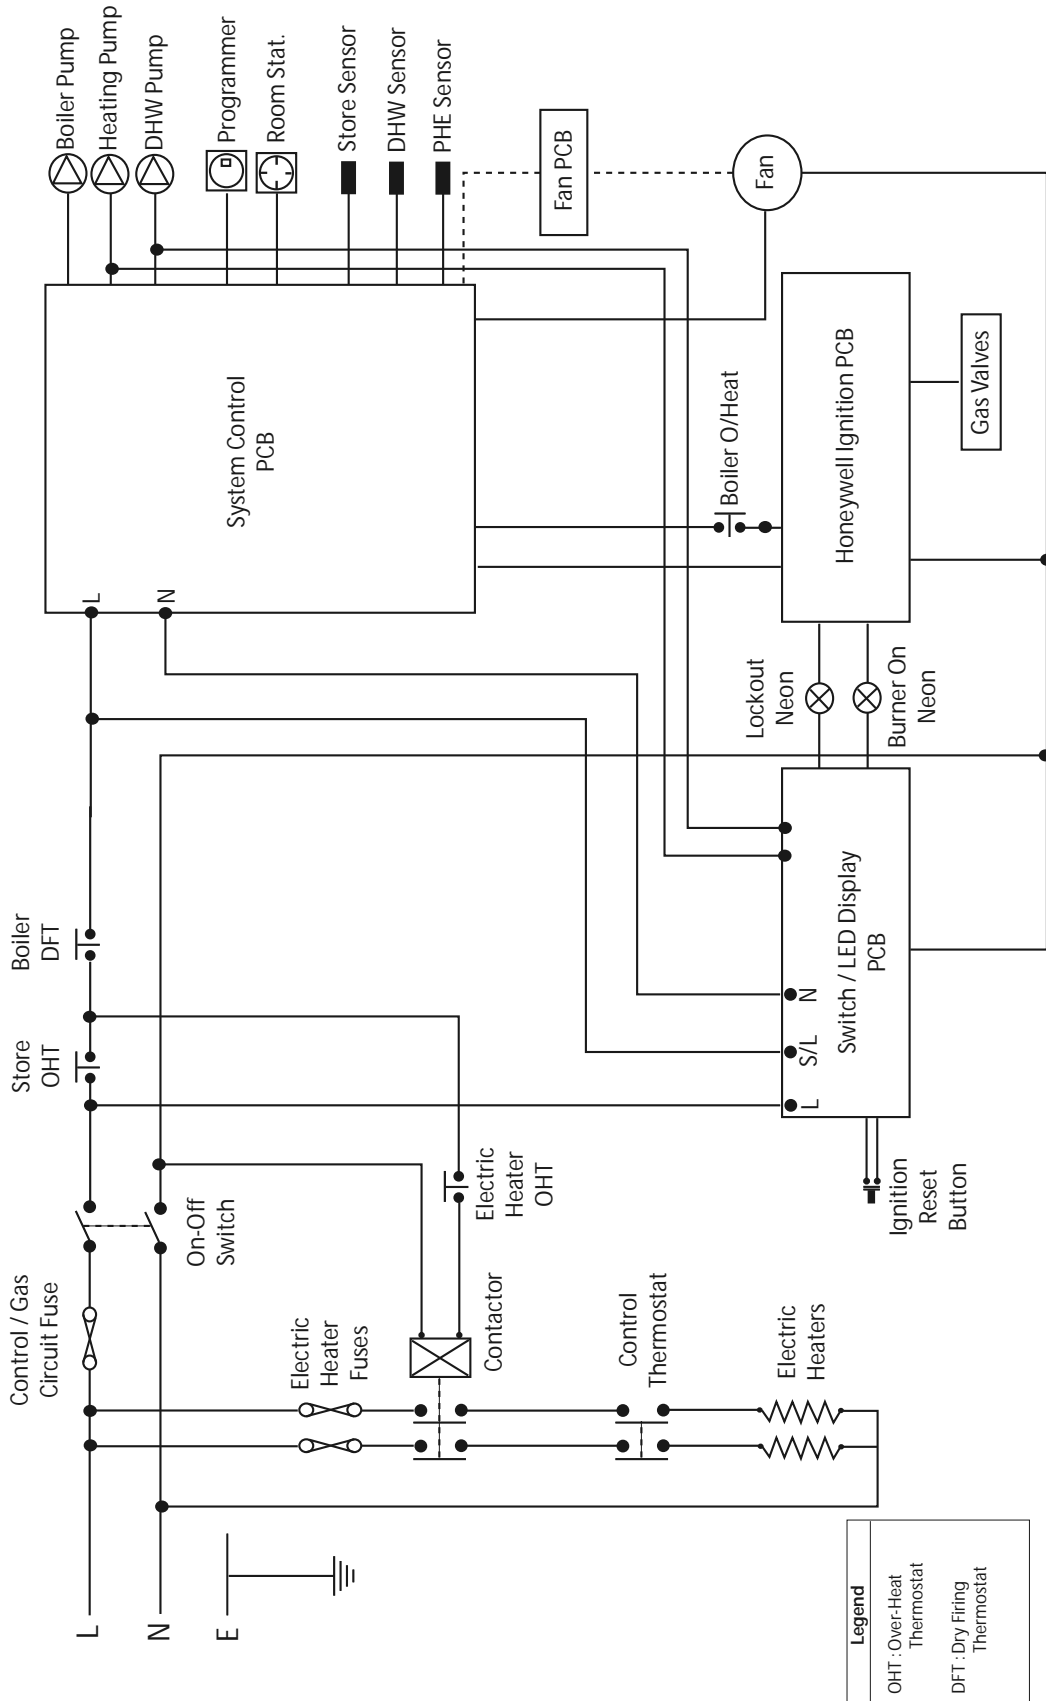 Boiler Pump
Heating Pump
DHW Pump
Programmer
Room Stat.
Store Sensor
DHW Sensor
PHE Sensor
Fan PCB
Fan
System Control
PCB
L
N
Boiler O/Heat
Honeywell Ignition PCB
Gas Valves
Lockout
Neon
Burner On
Neon
Boiler
DFT
Store
OHT
Switch / LED Display
PCB
N
S/L
L
Ignition
Reset
Button
Electric
Heater
OHT
On-Off
Switch
Control / Gas
Circuit Fuse
Electric
Heater
Fuses
Contactor
Control
Thermostat
Electric
Heaters
L
N
E
Legend
OHT : Over-Heat
Thermostat
DFT : Dry Firing
Thermostat